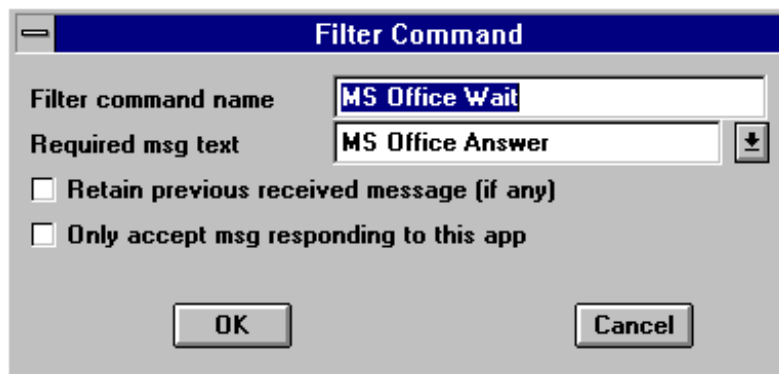 Filter Command
Filter command name MS Office Wait
Required msg text MS Office Answer
Retain previous received message (if any)
Only accept msg responding to this app
OK Cancel